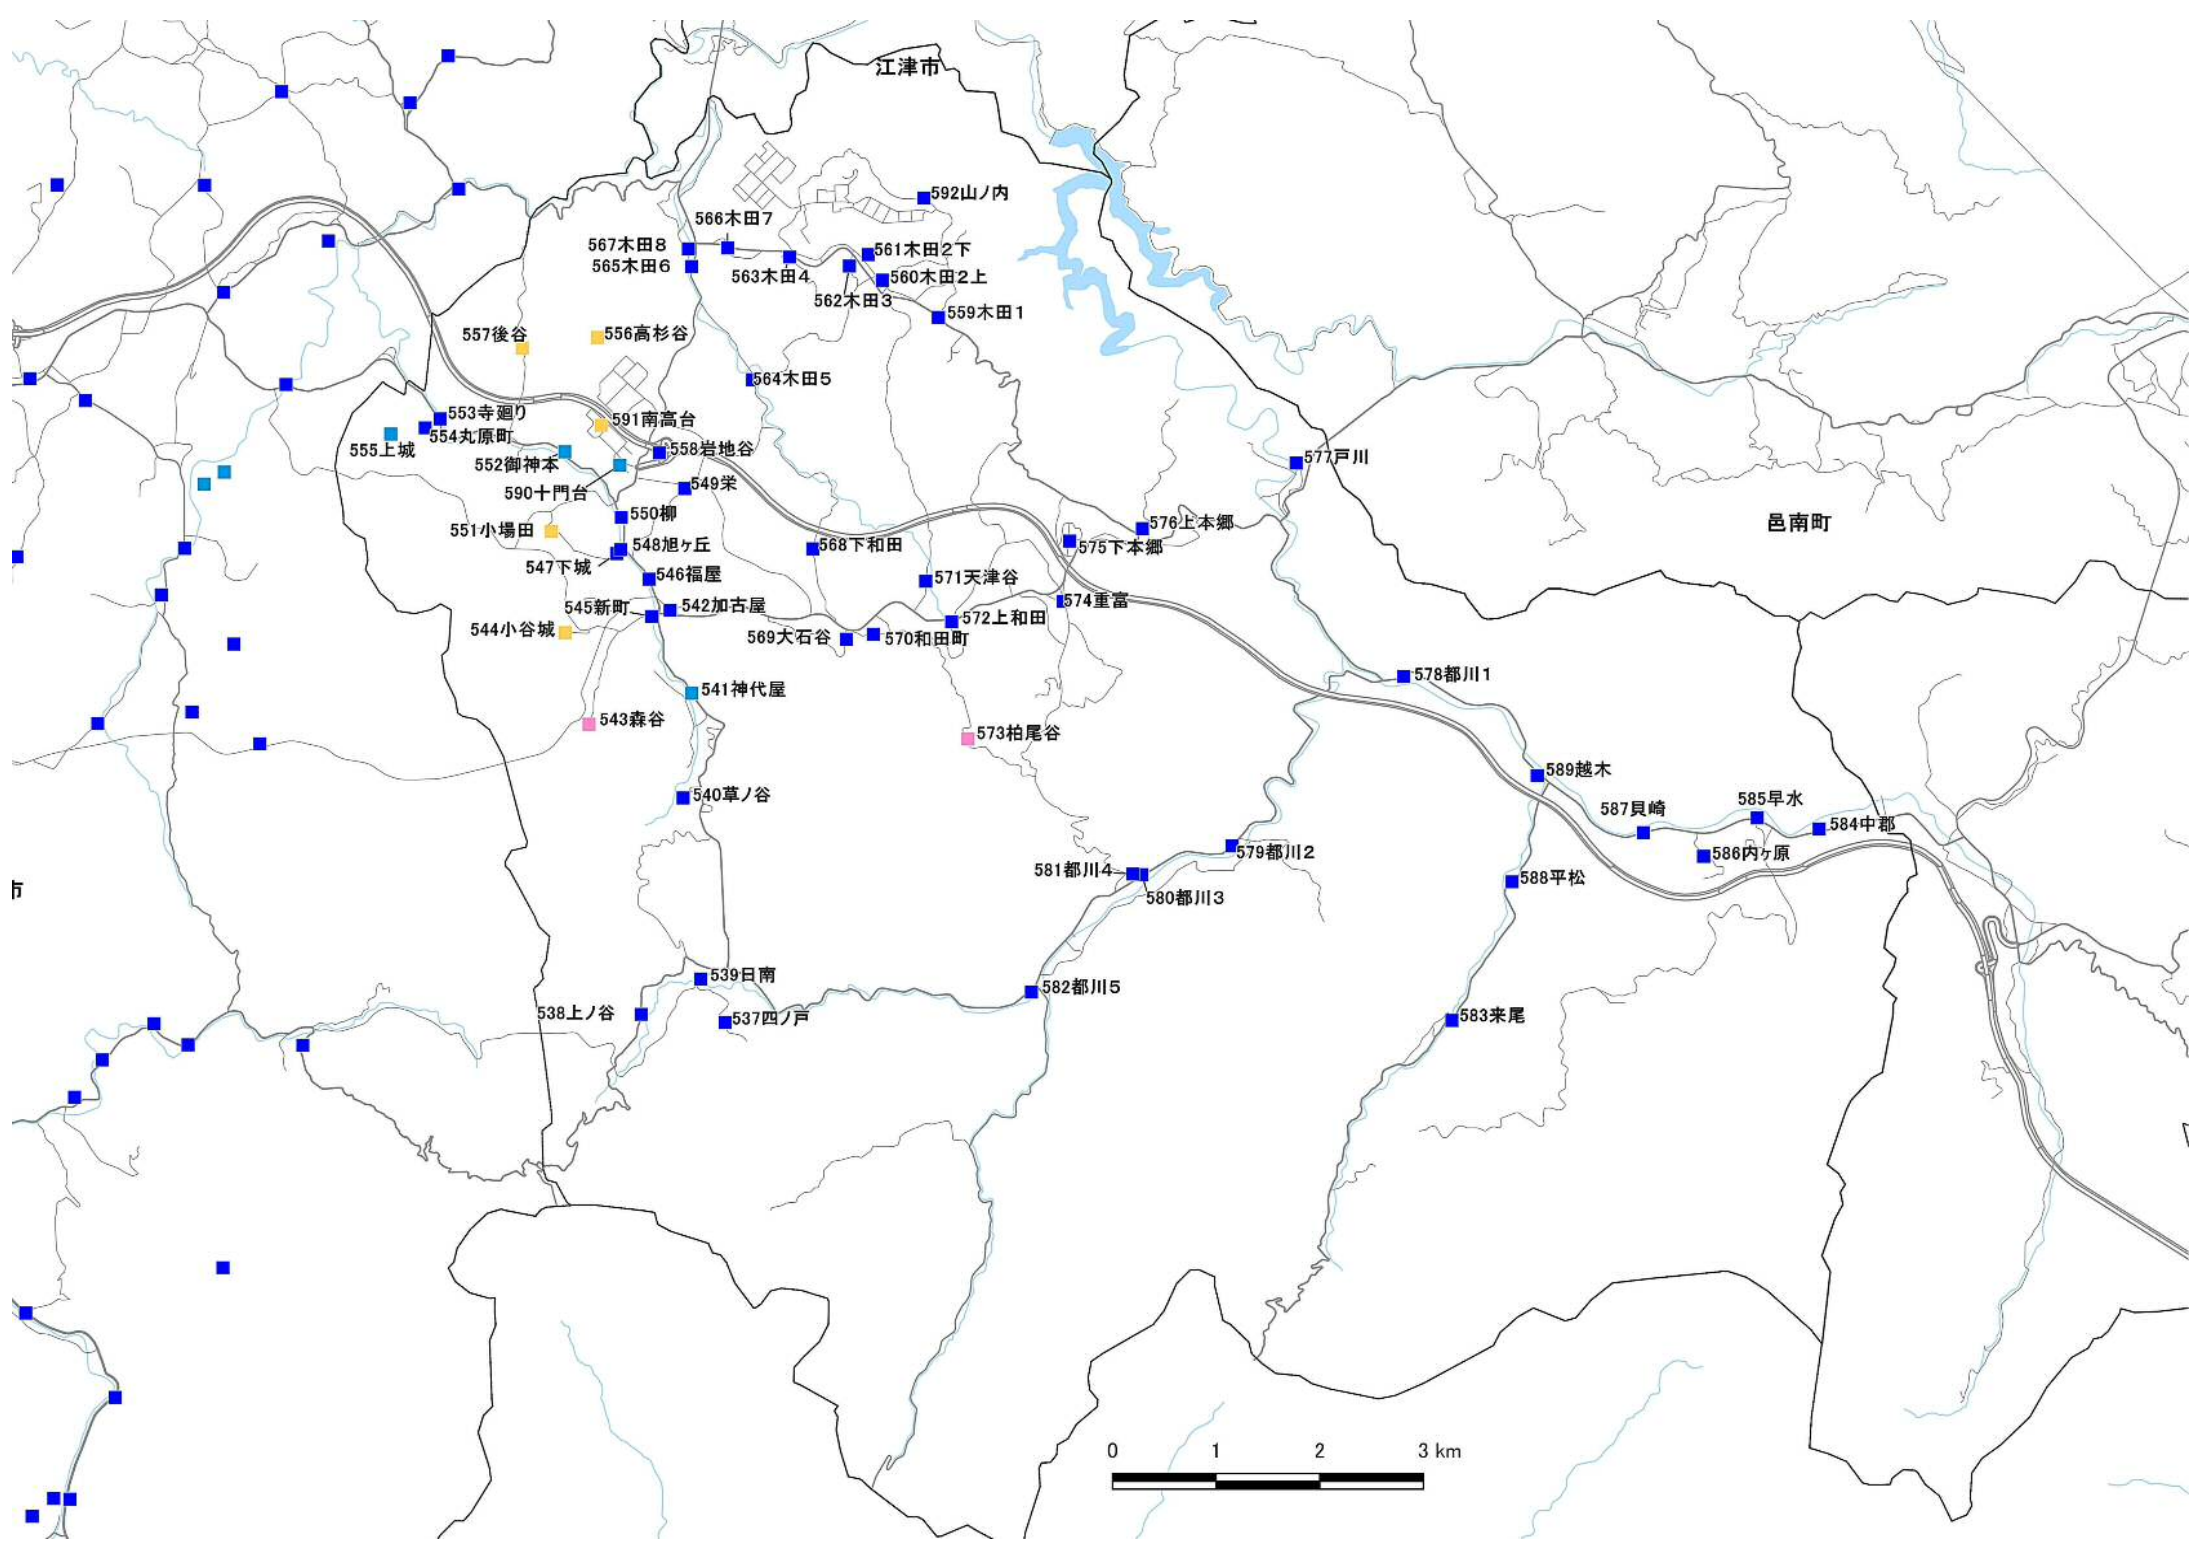 江津市
592山ノ内
566木田７
567木田８
561木田２下
565木田６
563木田４
560木田２上
562木田３
559木田１
557後谷
556高杉谷
564木田５
553寺廻り
591南高台
554丸原町
555上城
558岩地谷
552御神本
577戸川
549栄
590十門台
550柳
邑南町
551小場田
576上本郷
548旭ヶ丘
568下和田
575下本郷
547下城
546福屋
571天津谷
574重富
545新町
542加古屋
572上和田
544小谷城
569大石谷
570和田町
578都川１
541神代屋
543森谷
573柏尾谷
589越木
540草ノ谷
585早水
587貝崎
584中郡
579都川２
586内ヶ原
581都川４
588平松
市
580都川３
539日南
582都川５
538上ノ谷
537四ノ戸
583来尾
0 1 2 3 km